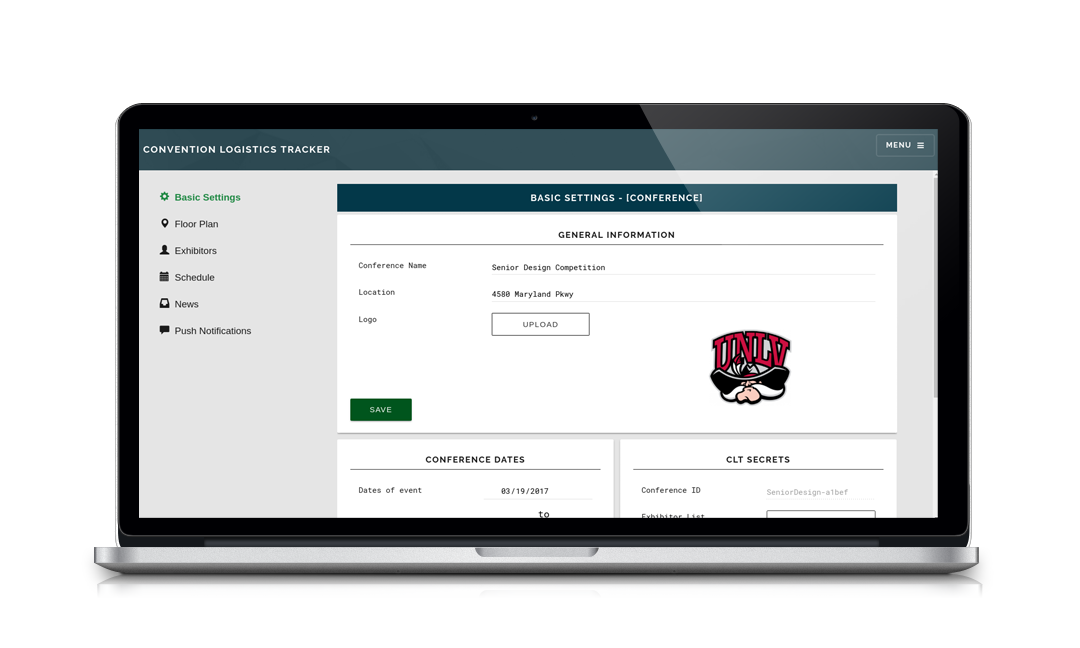 CONVENTION LOGISTICS TRACKER
MENU
Basic Settings
Floor Plan
Exhibitors
Schedule
News
Push Notifications
BASIC SETTINGS - [CONFERENCE]
GENERAL INFORMATION
Conference Name
Senior Design Competition
Location
4580 Maryland Pkwy
Logo
UPLOAD
UNLV
SAVE
CONFERENCE DATES
Dates of event
03/19/2017
to
CLT SECRETS
Conference ID
SeniorDesign-a1bef
Exhibitor List